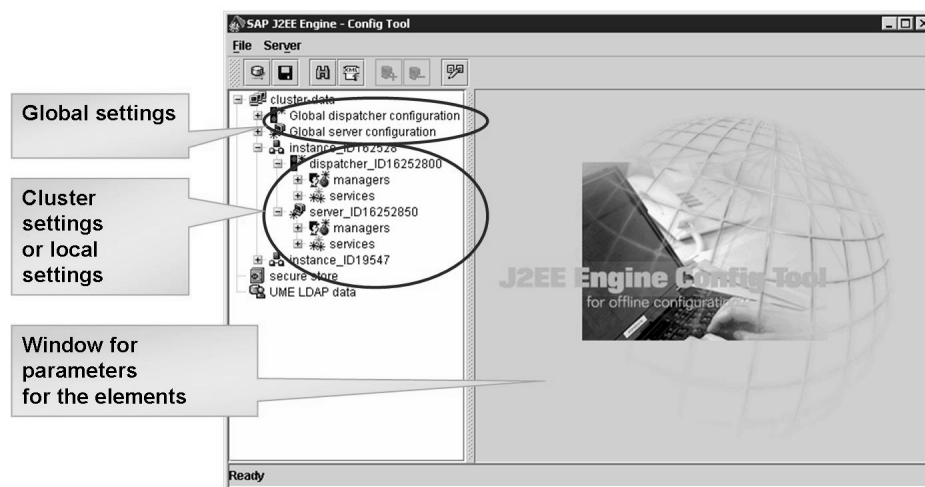 SAP J2EE Engine - Config Tool
File Server
Global settings
Cluster
settings
or local
settings
Window for
parameters
for the elements
cluster-data
Global dispatcher configuration
Global server configuration
instance_ID162528
dispatcher_ID16252800
managers
services
server_ID16252850
managers
services
instance_ID19547
secure store
UME LDAP data
J2EE Engine Config Tool
for offline configuration
Ready